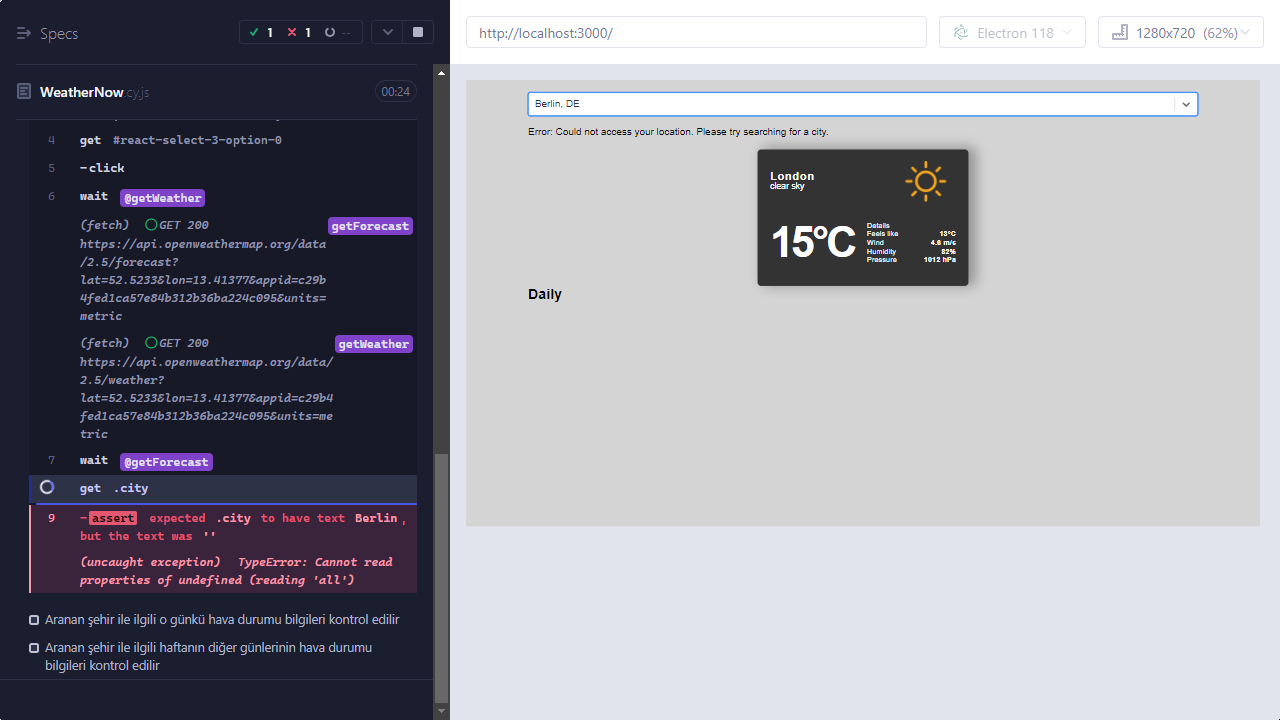 Specs
1 1 --
WeatherNow.cy.js
00:24
4 get #react-select-3-option-0
5 -click
6 wait @getWeather
(fetch) GET 200 getForecast
https://api.openweathermap.org/data
/2.5/forecast?
lat=52.5233&lon=13.41377&appid=c29b
4fed1ca57e84b312b36ba224c095&units=
metric
(fetch) GET 200 getWeather
https://api.openweathermap.org/data/
2.5/weather?
lat=52.5233&lon=13.41377&appid=c29b4
fed1ca57e84b312b36ba224c095&units=me
tric
7 wait @getForecast
get .city
9 -assert expected .city to have text Berlin,
but the text was ''
(uncaught exception) TypeError: Cannot read
properties of undefined (reading 'all')
Aranan şehir ile ilgili o günkü hava durumu bilgileri kontrol edilir
Aranan şehir ile ilgili haftanın diğer günlerinin hava durumu
bilgileri kontrol edilir
http://localhost:3000/
Electron 118
1280x720 (62%)
Berlin, DE
Error: Could not access your location. Please try searching for a city.
London
clear sky
15°C
Details
Feels like 13°C
Wind 4.6 m/s
Humidity 82%
Pressure 1012 hPa
Daily